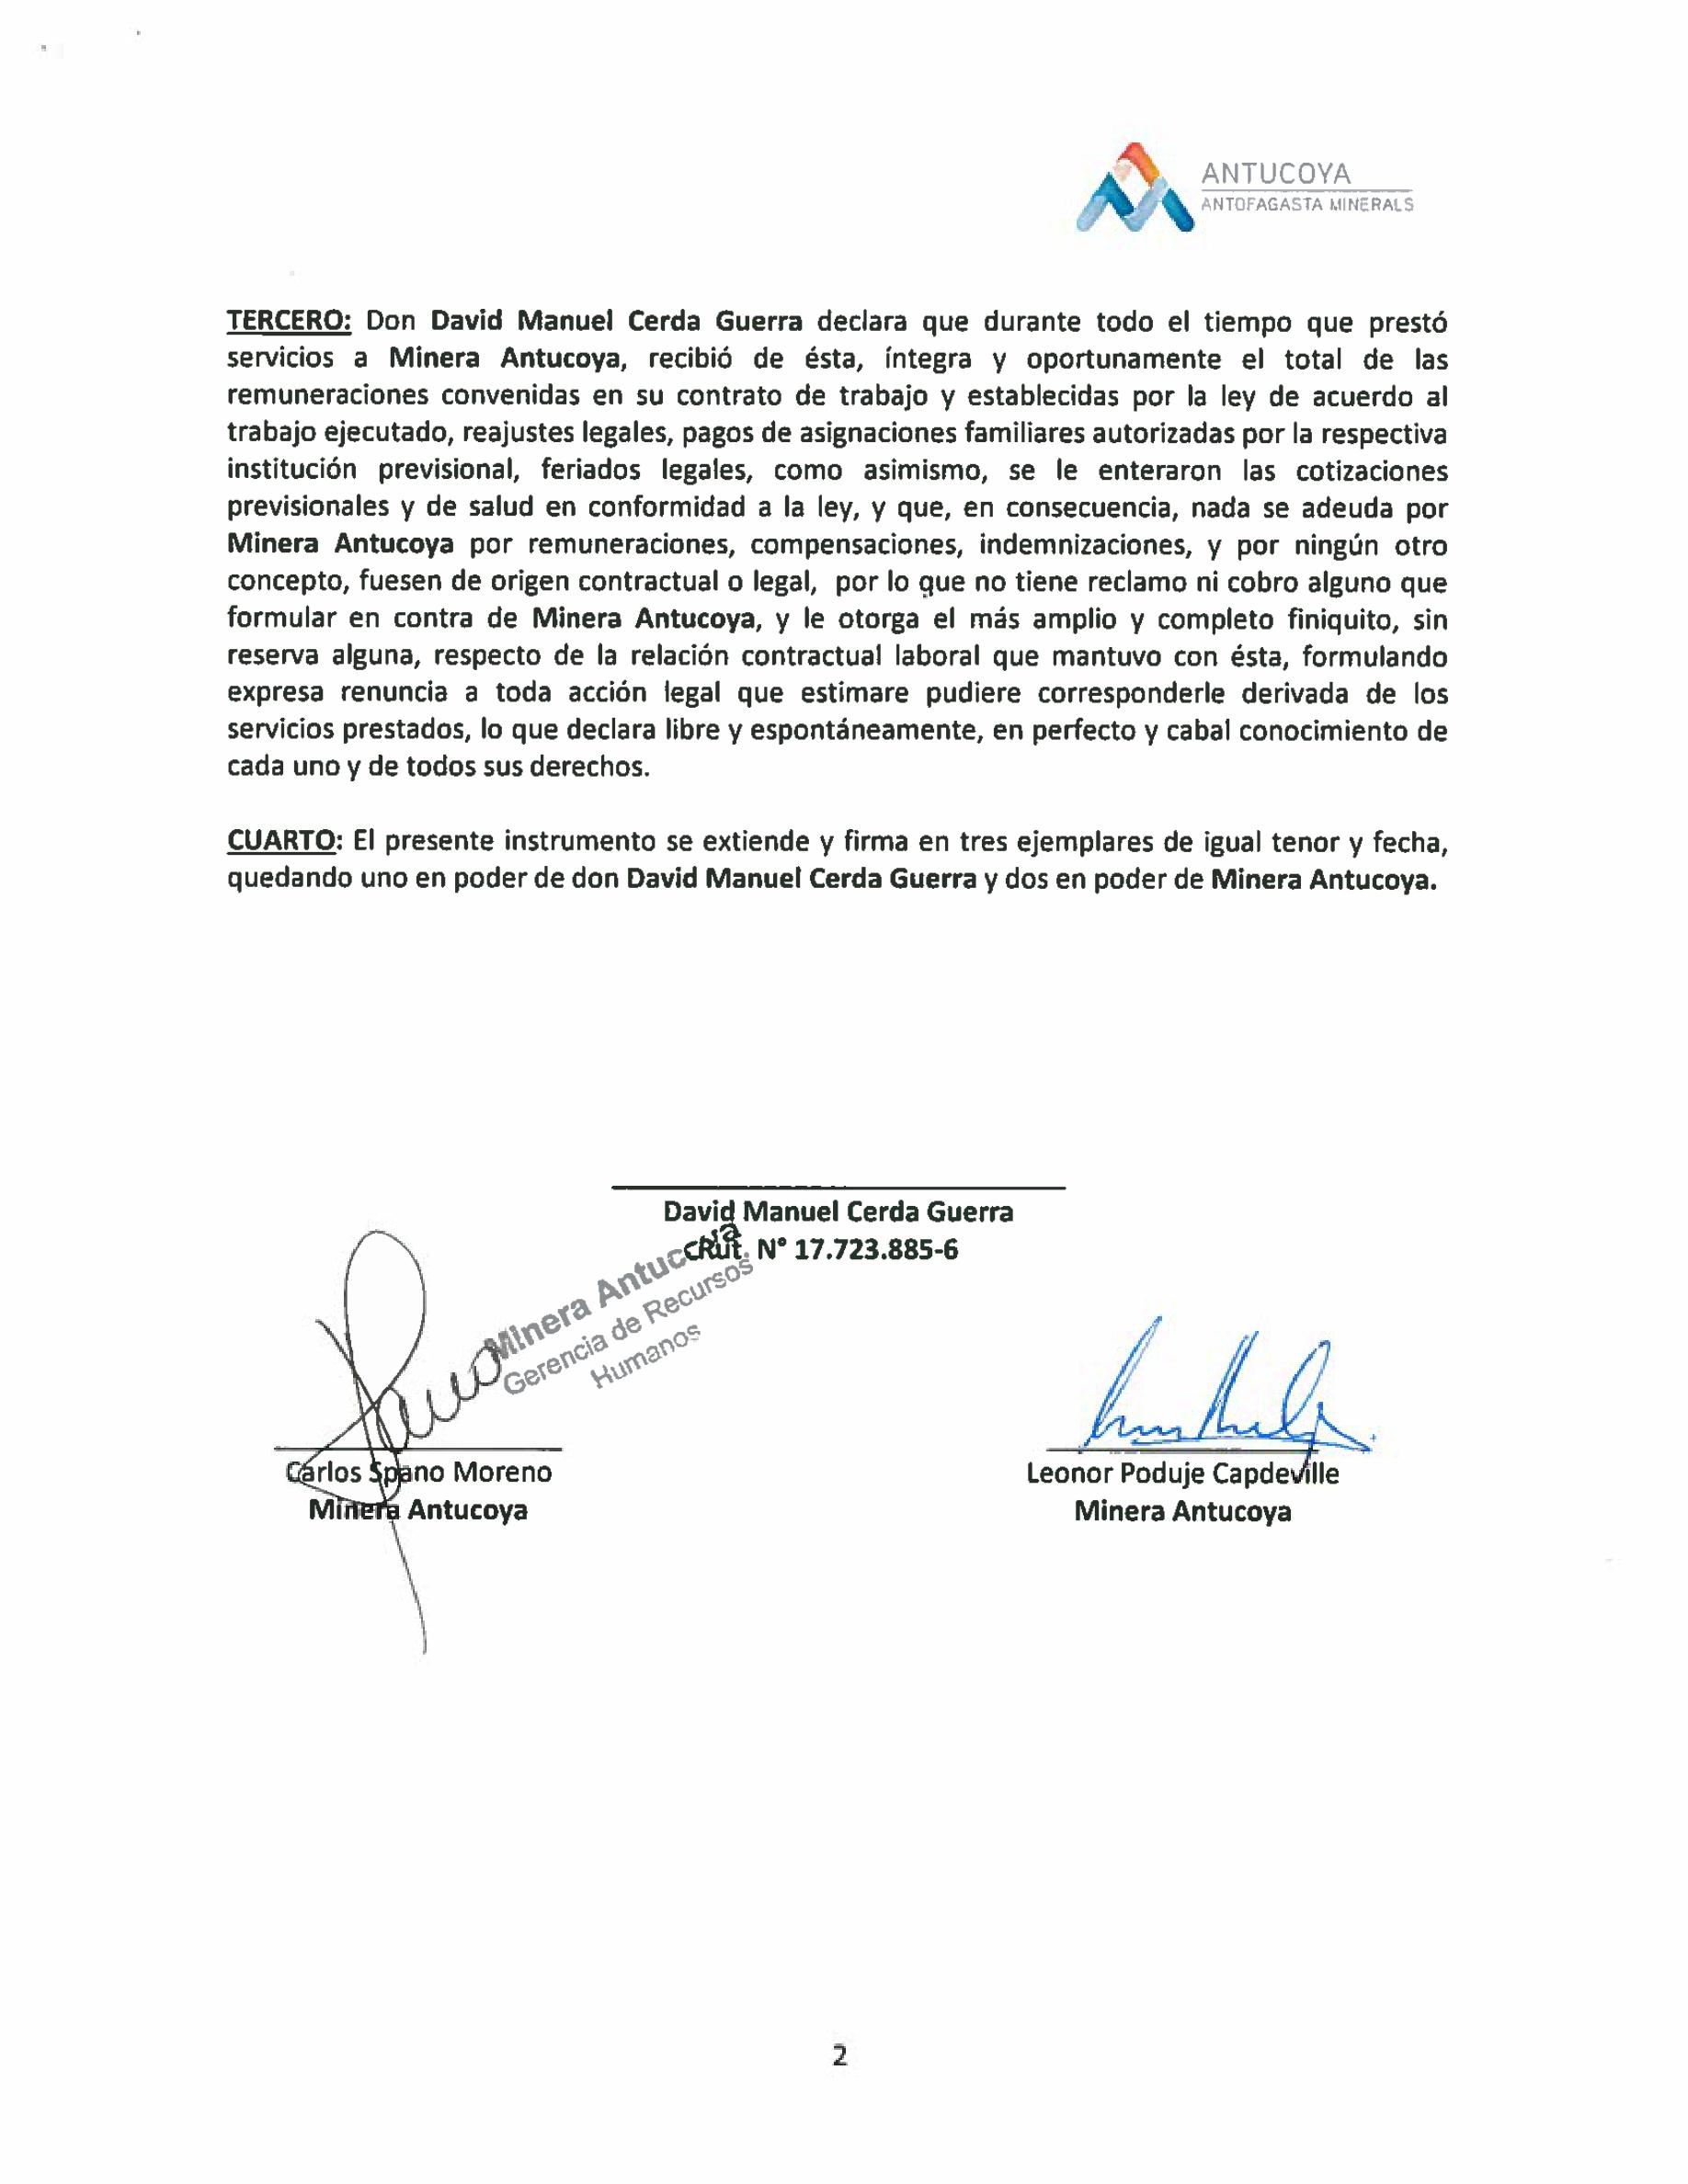 ANTUCOYA
ANTOFAGASTA MINERALS
TERCERO: Don David Manuel Cerda Guerra declara que durante todo el tiempo que prestó
servicios a Minera Antucoya, recibió de ésta, íntegra y oportunamente el total de las
remuneraciones convenidas en su contrato de trabajo y establecidas por la ley de acuerdo al
trabajo ejecutado, reajustes legales, pagos de asignaciones familiares autorizadas por la respectiva
institución previsional, feriados legales, como asimismo, se le enteraron las cotizaciones
previsionales y de salud en conformidad a la ley, y que, en consecuencia, nada se adeuda por
Minera Antucoya por remuneraciones, compensaciones, indemnizaciones, y por ningún otro
concepto, fuesen de origen contractual o legal, por lo que no tiene reclamo ni cobro alguno que
formular en contra de Minera Antucoya, y le otorga el más amplio y completo finiquito, sin
reserva alguna, respecto de la relación contractual laboral que mantuvo con ésta, formulando
expresa renuncia a toda acción legal que estimare pudiere corresponderle derivada de los
servicios prestados, lo que declara libre y espontáneamente, en perfecto y cabal conocimiento de
cada uno y de todos sus derechos.
CUARTO: El presente instrumento se extiende y firma en tres ejemplares de igual tenor y fecha,
quedando uno en poder de don David Manuel Cerda Guerra y dos en poder de Minera Antucoya.
David Manuel Cerda Guerra
Rut. N° 17.723.885-6
Minera Antucoya
Gerencia de Recursos
Humanos
Carlos Spano Moreno
Minera Antucoya
Leonor Poduje Capdeville
Minera Antucoya
2